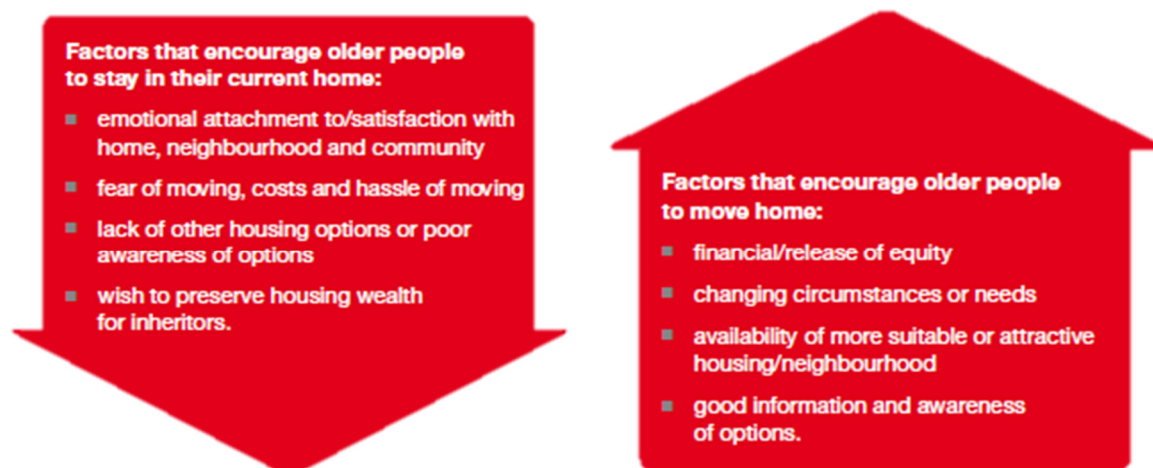 Factors that encourage older people
to stay in their current home:
emotional attachment to/satisfaction with
home, neighbourhood and community
fear of moving, costs and hassle of moving
lack of other housing options or poor
awareness of options
wish to preserve housing wealth
for inheritors.
Factors that encourage older people
to move home:
financial/release of equity
changing circumstances or needs
availability of more suitable or attractive
housing/neighbourhood
good information and awareness
of options.